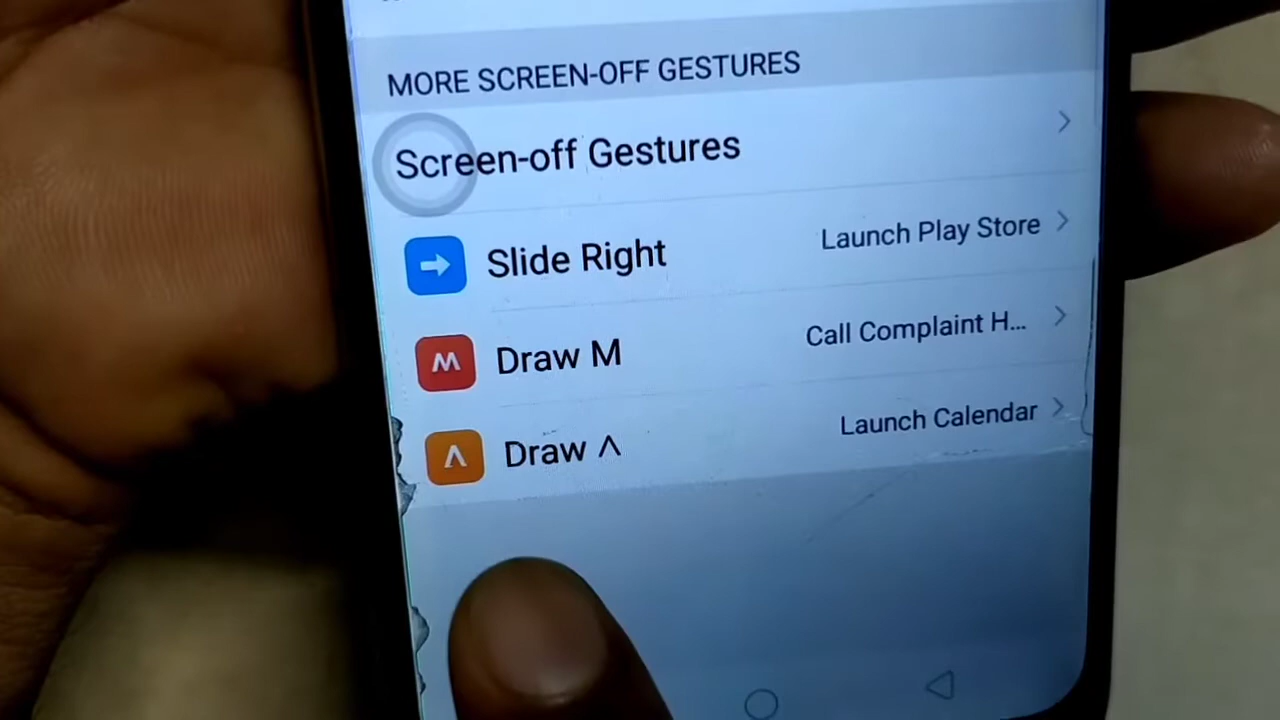 MORE SCREEN-OFF GESTURES
Screen-off Gestures
Slide Right Launch Play Store
M Draw M Call Complaint H...
Λ Draw Λ Launch Calendar